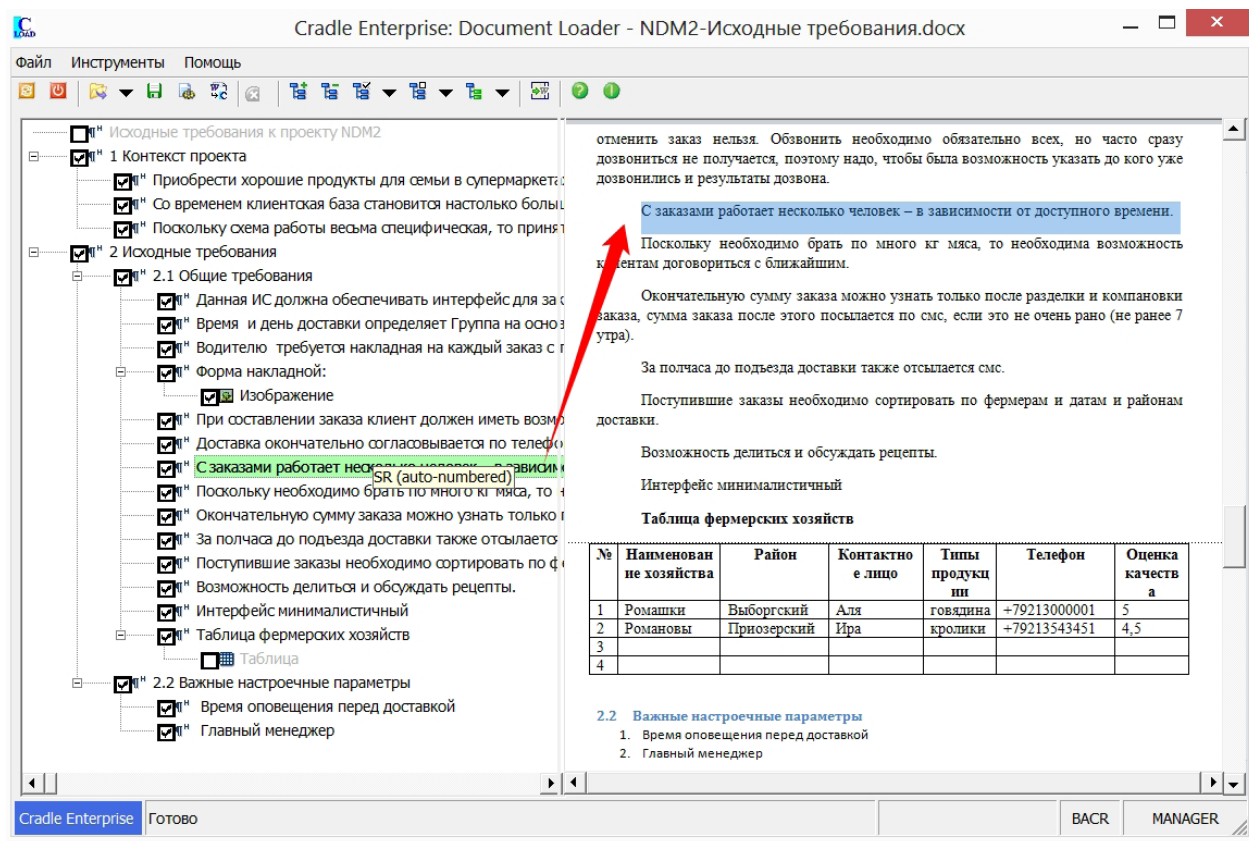 C
LOAD
Cradle Enterprise: Document Loader - NDM2-Исходные требования.docx
Файл Инструменты Помощь
Исходные требования к проекту NDM2
1 Контекст проекта
Приобрести хорошие продукты для семьи в супермаркета
Со временем клиентская база становится настолько
Поскольку схема работы весьма специфическая, то
2 Исходные требования
2.1 Общие требования
Данная ИС должна обеспечивать интерфейс для
Время и день доставки определяет Группа на
Водителю требуется накладная на каждый заказ с
Форма накладной:
Изображение
При составлении заказа клиент должен иметь
Доставка окончательно согласовывается по
С заказами работает несколько человек – в
SR (auto-numbered)
Поскольку необходимо брать по много кг мяса, то
Окончательную сумму заказа можно узнать только
За полчаса до подъезда доставки также отсылается
Поступившие заказы необходимо сортировать по
Возможность делиться и обсуждать рецепты.
Интерфейс минималистичный
Таблица фермерских хозяйств
Таблица
2.2 Важные настроечные параметры
Время оповещения перед доставкой
Главный менеджер
отменить заказ нельзя. Обзвонить необходимо обязательно всех, но часто сразу
дозвониться не получается, поэтому надо, чтобы была возможность указать до кого уже
дозвонились и результаты дозвона.
С заказами работает несколько человек – в зависимости от доступного времени.
Поскольку необходимо брать по много кг мяса, то необходима возможность
клиентам договориться с ближайшим.
Окончательную сумму заказа можно узнать только после разделки и компановки
заказа, сумма заказа после этого посылается по смс, если это не очень рано (не ранее 7
утра).
За полчаса до подъезда доставки также отсылается смс.
Поступившие заказы необходимо сортировать по фермерам и датам и районам
доставки.
Возможность делиться и обсуждать рецепты.
Интерфейс минималистичный
Таблица фермерских хозяйств
№ Наименован Район Контактно Типы Телефон Оценка
ие хозяйства е лицо продукц качеств
ии а
1 Ромашки Выборгский Аля говядина +79213000001 5
2 Романовы Приозерский Ира кролики +79213543451 4,5
3
4
2.2 Важные настроечные параметры
1. Время оповещения перед доставкой
2. Главный менеджер
Cradle Enterprise Готово BACR MANAGER